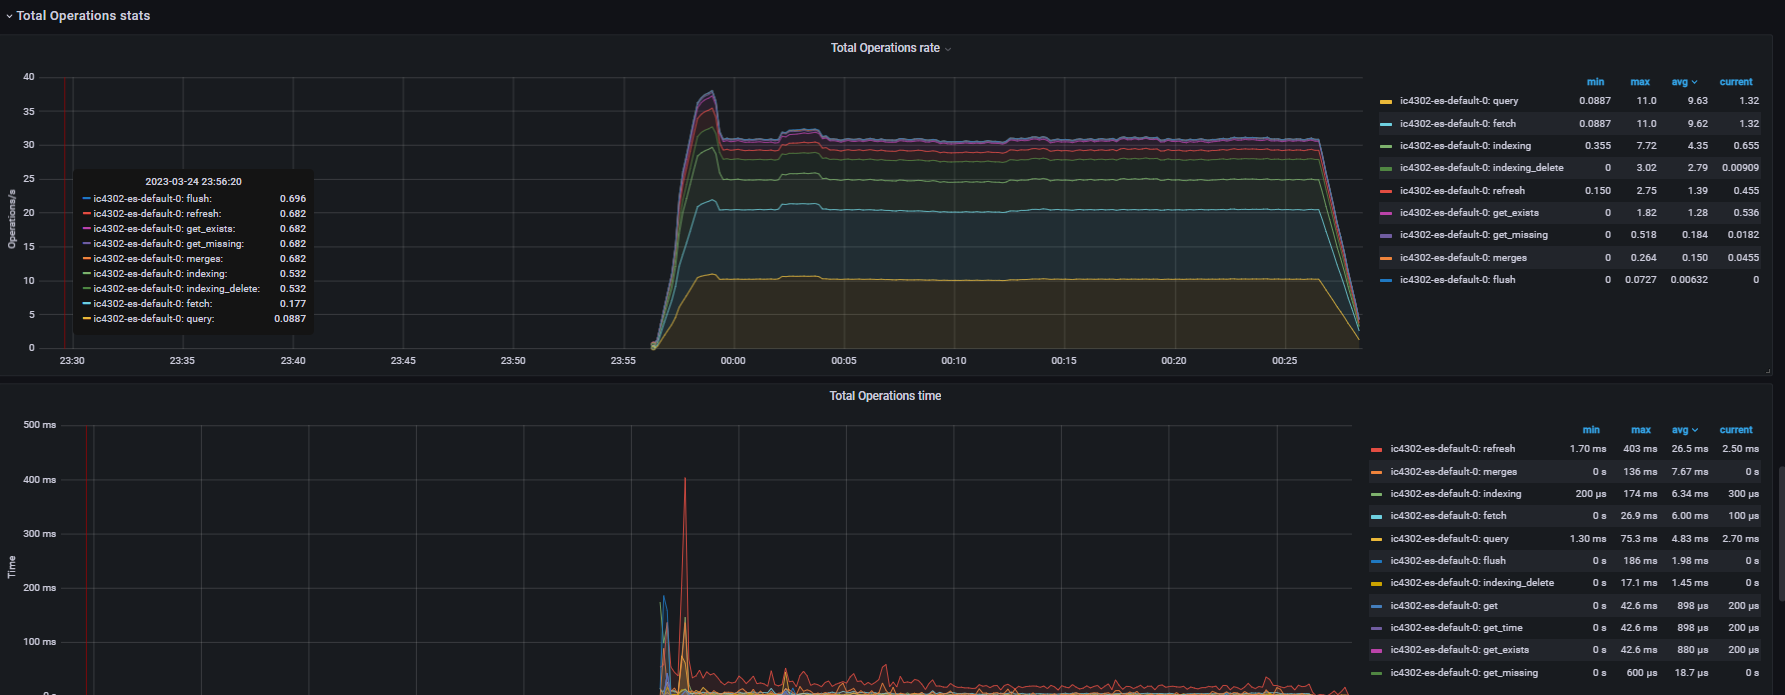 Total Operations stats
Total Operations rate
40
35
30
25
20
15
10
5
0
Operations/s
23:30 23:35 23:40 23:45 23:50 23:55 00:00 00:05 00:10 00:15 00:20 00:25
2023-03-24 23:56:20
ic4302-es-default-0: flush: 0.696
ic4302-es-default-0: refresh: 0.682
ic4302-es-default-0: get_exists: 0.682
ic4302-es-default-0: get_missing: 0.682
ic4302-es-default-0: merges: 0.682
ic4302-es-default-0: indexing: 0.532
ic4302-es-default-0: indexing_delete: 0.532
ic4302-es-default-0: fetch: 0.177
ic4302-es-default-0: query: 0.0887
min max avg current
ic4302-es-default-0: query 0.0887 11.0 9.63 1.32
ic4302-es-default-0: fetch 0.0887 11.0 9.62 1.32
ic4302-es-default-0: indexing 0.355 7.72 4.35 0.655
ic4302-es-default-0: indexing_delete 0 3.02 2.79 0.00909
ic4302-es-default-0: refresh 0.150 2.75 1.39 0.455
ic4302-es-default-0: get_exists 0 1.82 1.28 0.536
ic4302-es-default-0: get_missing 0 0.518 0.184 0.0182
ic4302-es-default-0: merges 0 0.264 0.150 0.0455
ic4302-es-default-0: flush 0 0.0727 0.00632 0
Total Operations time
500 ms
400 ms
300 ms
200 ms
100 ms
0 s
Time
min max avg current
ic4302-es-default-0: refresh 1.70 ms 403 ms 26.5 ms 2.50 ms
ic4302-es-default-0: merges 0 s 136 ms 7.67 ms 0 s
ic4302-es-default-0: indexing 200 µs 174 ms 6.34 ms 300 µs
ic4302-es-default-0: fetch 0 s 26.9 ms 6.00 ms 100 µs
ic4302-es-default-0: query 1.30 ms 75.3 ms 4.83 ms 2.70 ms
ic4302-es-default-0: flush 0 s 186 ms 1.98 ms 0 s
ic4302-es-default-0: indexing_delete 0 s 17.1 ms 1.45 ms 0 s
ic4302-es-default-0: get 0 s 42.6 ms 898 µs 200 µs
ic4302-es-default-0: get_time 0 s 42.6 ms 898 µs 200 µs
ic4302-es-default-0: get_exists 0 s 42.6 ms 880 µs 200 µs
ic4302-es-default-0: get_missing 0 s 600 µs 18.7 µs 0 s